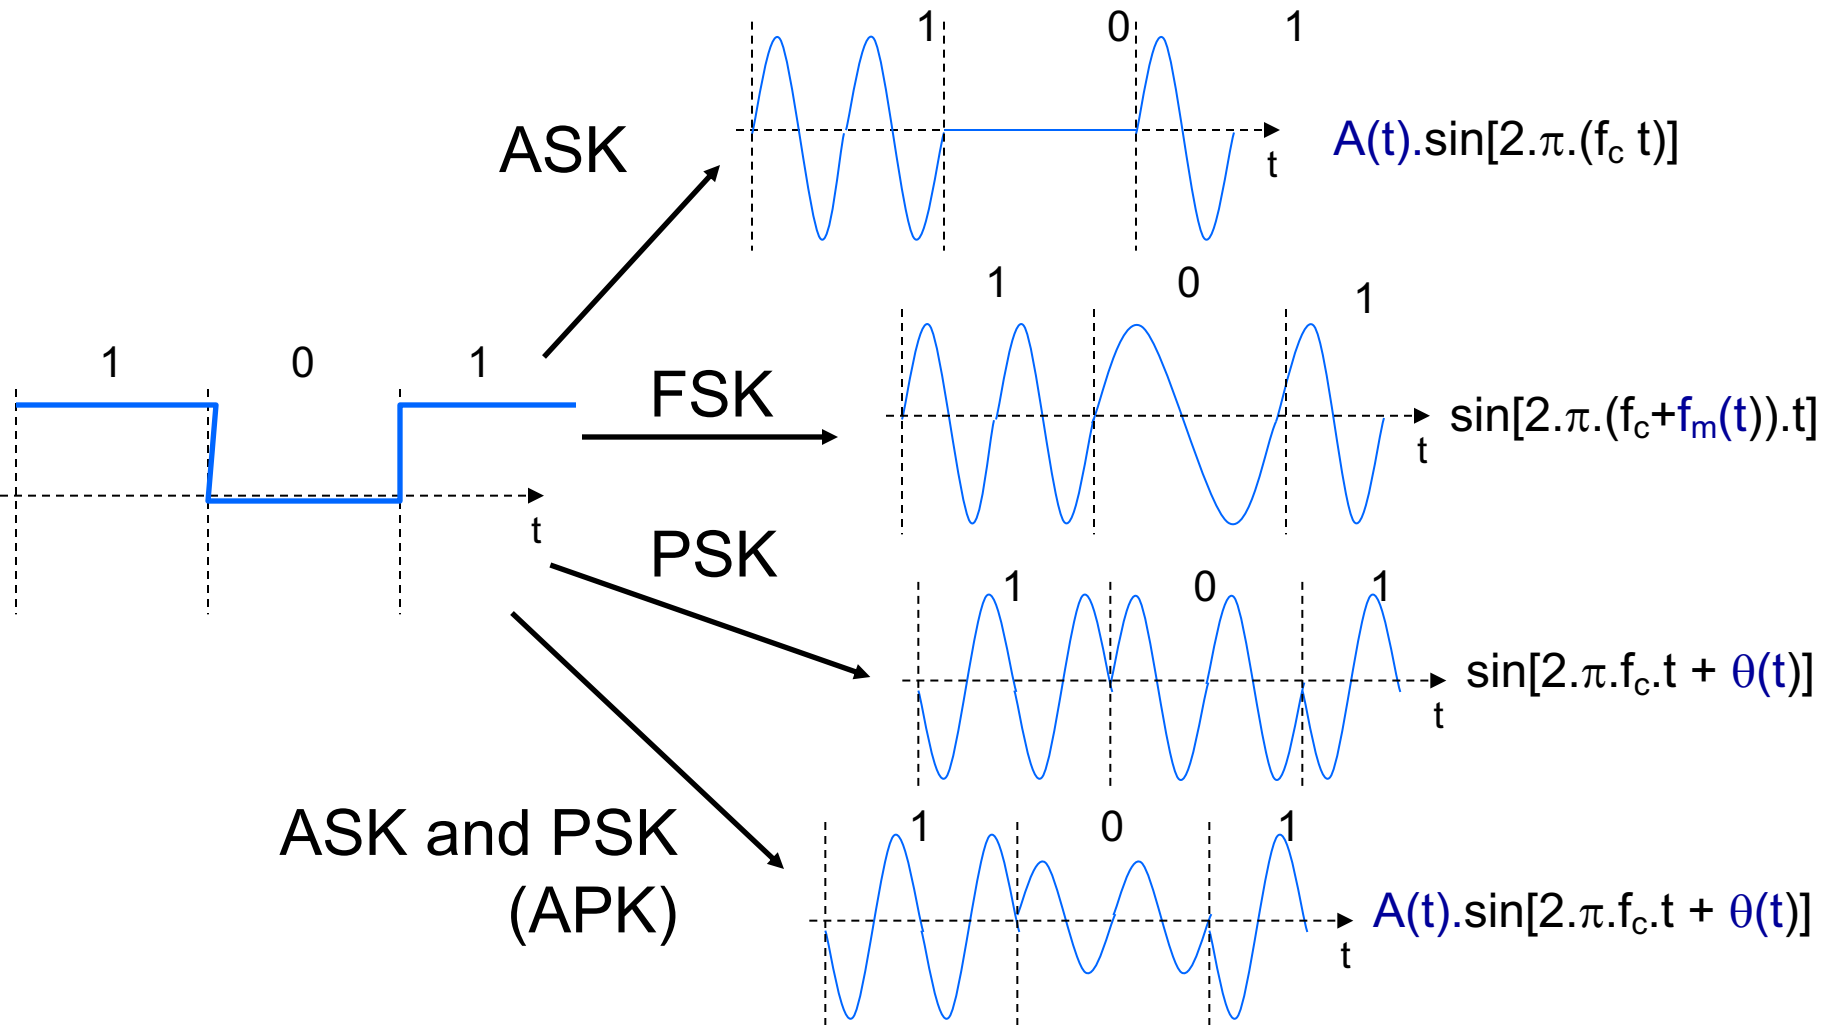 1 0 1
ASK
t
A(t).sin[2.π.(fc t)]
1 0 1
1 0 1
FSK
t
sin[2.π.(fc+fm(t)).t]
t
PSK
1 0 1
sin[2.π.fc.t + θ(t)]
t
ASK and PSK
(APK)
1 0 1
A(t).sin[2.π.fc.t + θ(t)]
t